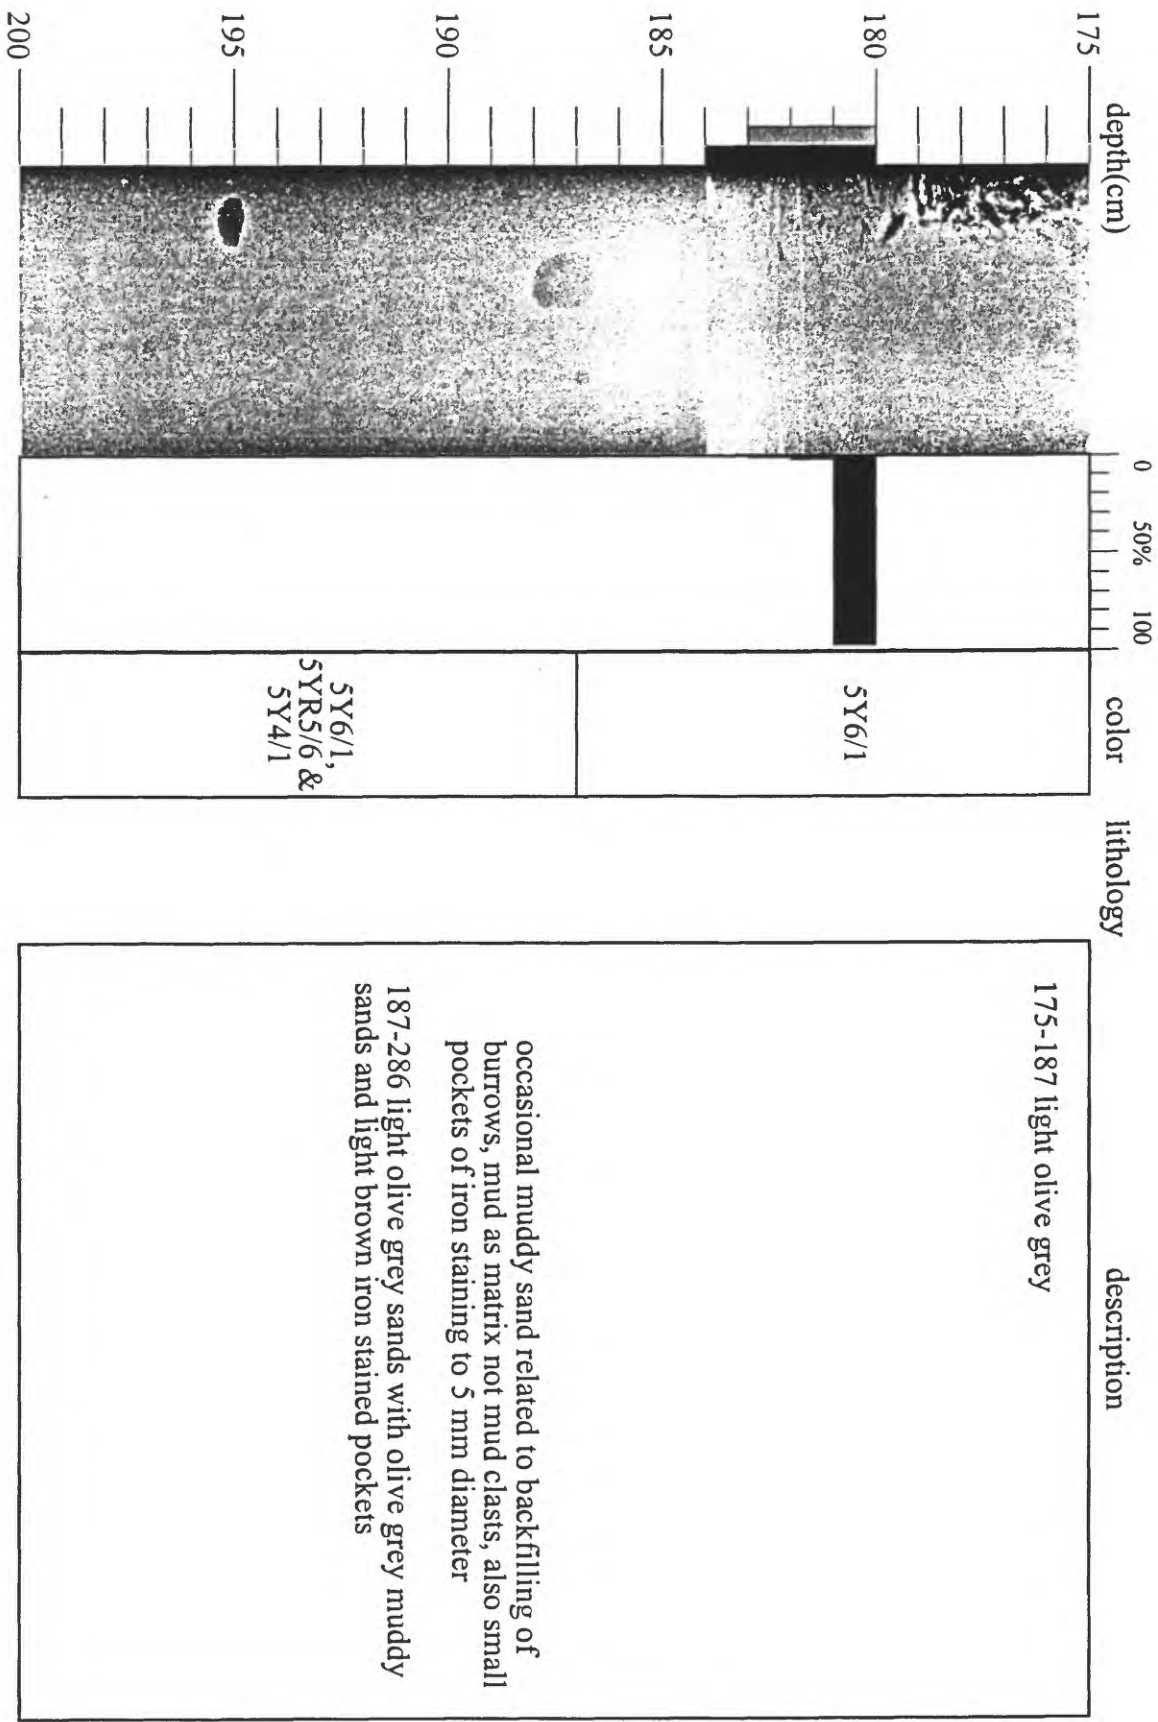 depth(cm)
0 50% 100
color
lithology
description
175
180
185
190
195
200
5Y6/1
5Y6/1,
5YR5/6 &
5Y4/1
175-187 light olive grey
occasional muddy sand related to backfilling of
burrows, mud as matrix not mud clasts, also small
pockets of iron staining to 5 mm diameter
187-286 light olive grey sands with olive grey muddy
sands and light brown iron stained pockets